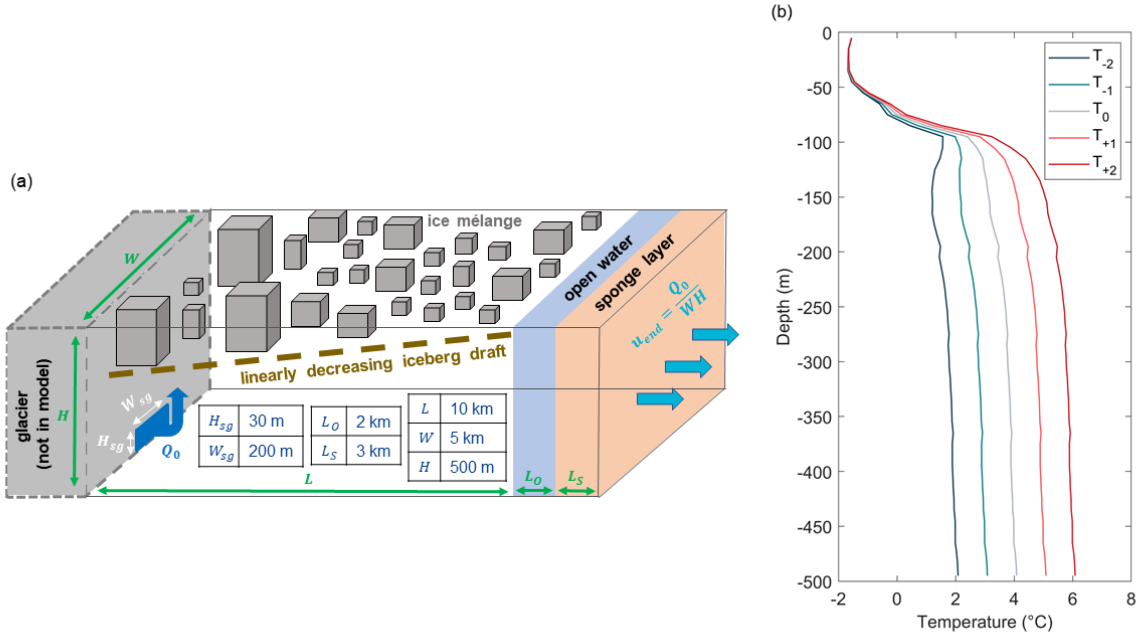 (a)
ice mélange
open water
sponge layer
u_end = Q_0 / WH
W
linearly decreasing iceberg draft
glacier
(not in model)
H
W_sg
H_sg
Q_0
H_sg 30 m
W_sg 200 m
L_O 2 km
L_S 3 km
L 10 km
W 5 km
H 500 m
L
L_O
L_S
(b)
T_-2
T_-1
T_0
T_+1
T_+2
0
-50
-100
-150
-200
-250
-300
-350
-400
-450
-500
Depth (m)
-2 0 2 4 6 8
Temperature (°C)